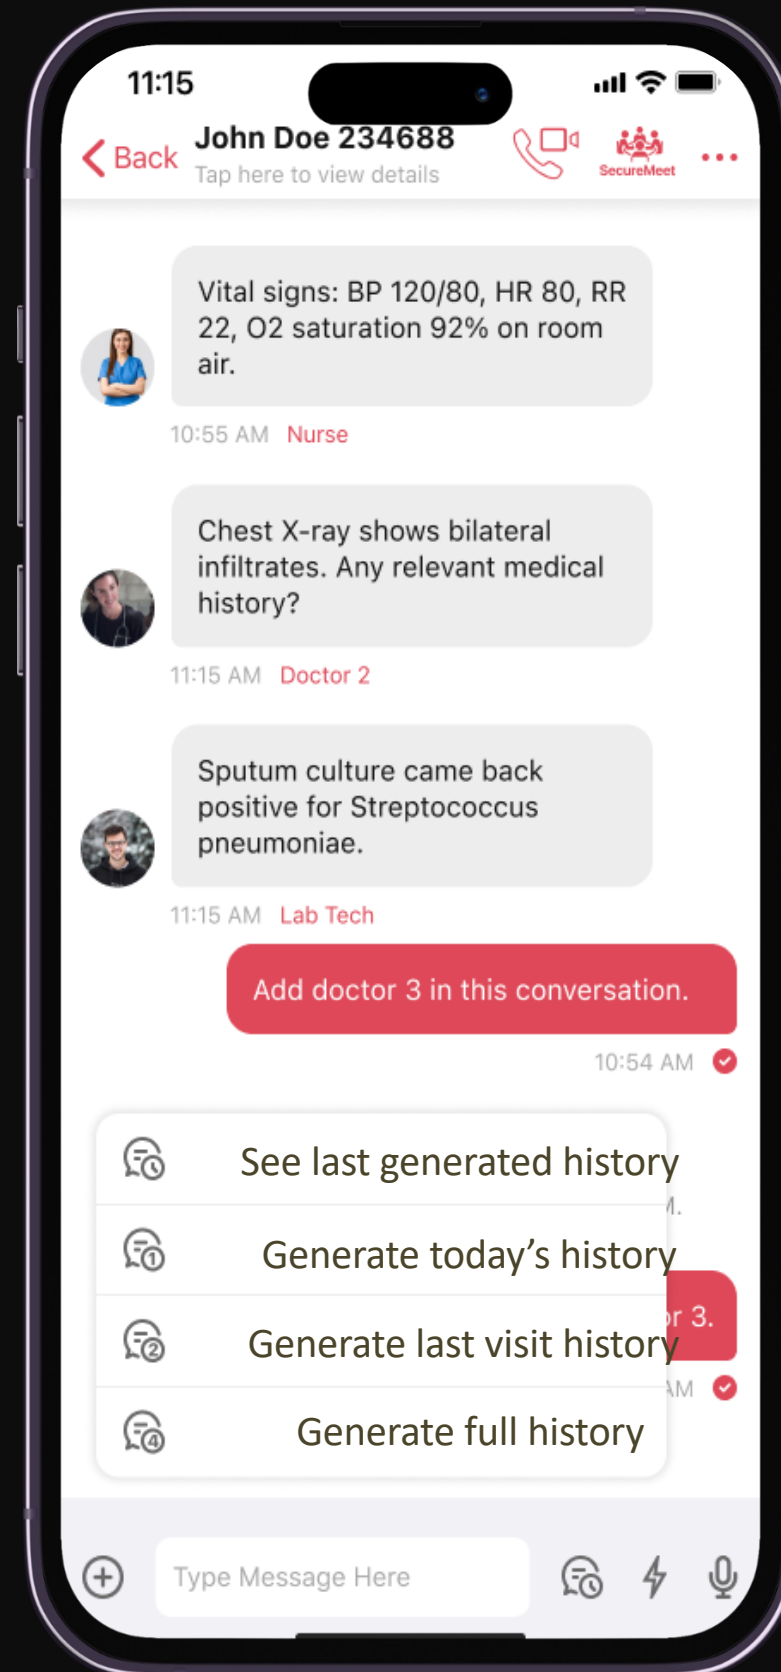 11:15
Back
John Doe 234688
Tap here to view details
SecureMeet
Vital signs: BP 120/80, HR 80, RR
22, O2 saturation 92% on room
air.
10:55 AM Nurse
Chest X-ray shows bilateral
infiltrates. Any relevant medical
history?
11:15 AM Doctor 2
Sputum culture came back
positive for Streptococcus
pneumoniae.
11:15 AM Lab Tech
Add doctor 3 in this conversation.
10:54 AM
See last generated history
Generate today’s history
r 3.
Generate last visit history
AM
Generate full history
Type Message Here